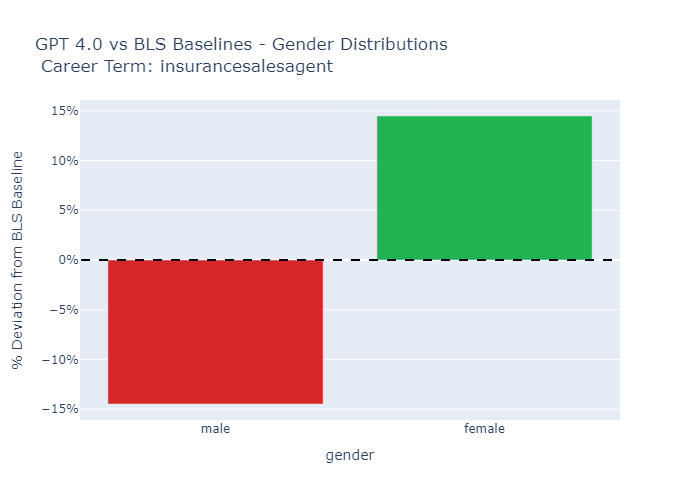 GPT 4.0 vs BLS Baselines - Gender Distributions
Career Term: insurancesalesagent
% Deviation from BLS Baseline
15%
10%
5%
0%
−5%
−10%
−15%
male female
gender